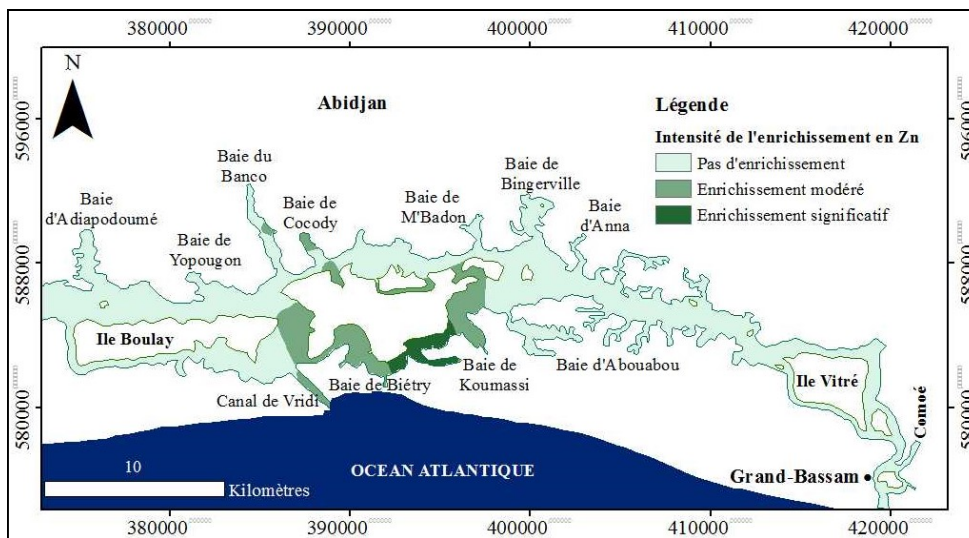 380000
390000
400000
410000
420000
N
Abidjan
Légende
Intensité de l'enrichissement en Zn
Pas d'enrichissement
Enrichissement modéré
Enrichissement significatif
596000
596000
Baie du
Banco
Baie
d'Adiapodoumé
Baie de
Yopougon
Baie de
Cocody
Baie de
M'Badon
Baie de
Bingerville
Baie
d'Anna
588000
588000
Ile Boulay
Canal de Vridi
Baie de Biétry
Baie de
Koumassi
Baie d'Abouabou
Ile Vitré
Comoé
580000
580000
Grand-Bassam
OCEAN ATLANTIQUE
10
Kilomètres
380000
390000
400000
410000
420000